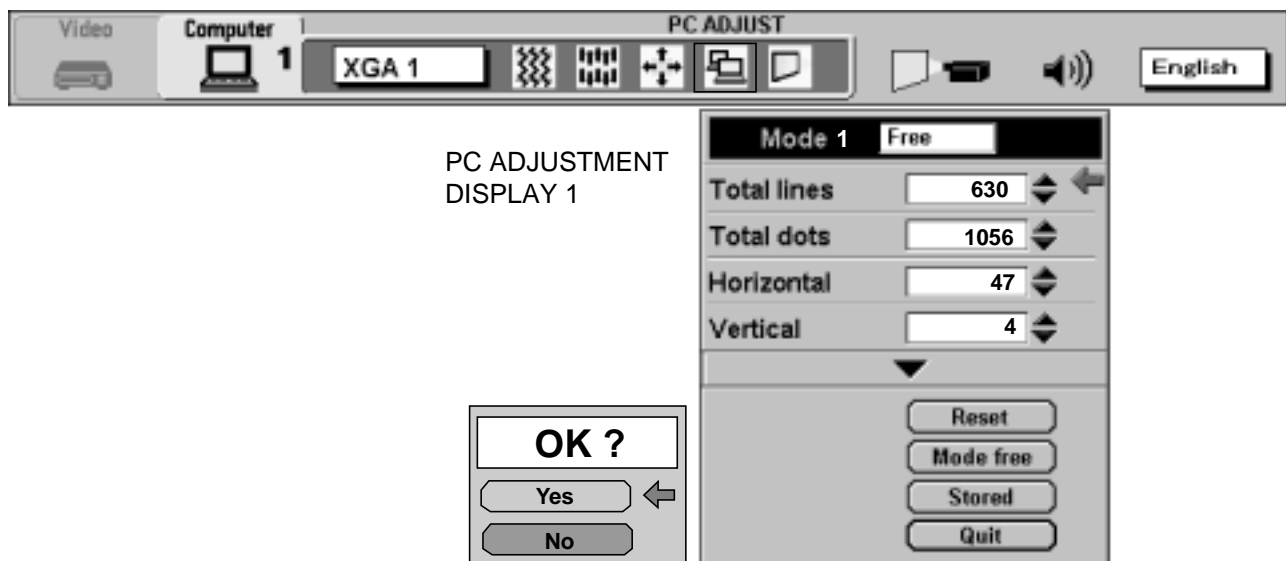 Video
Computer
1
PC ADJUST
XGA 1
English
PC ADJUSTMENT
DISPLAY 1
Mode 1 Free
Total lines 630
Total dots 1056
Horizontal 47
Vertical 4
Reset
Mode free
Stored
Quit
OK ?
Yes
No